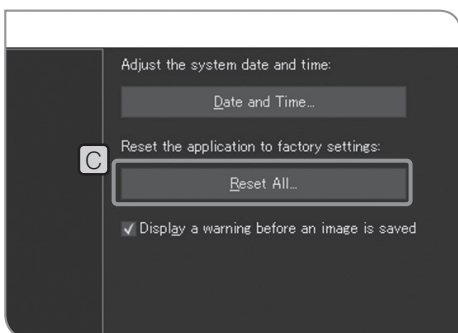 Adjust the system date and time:
Date and Time...
Reset the application to factory settings:
C
Reset All...
Display a warning before an image is saved